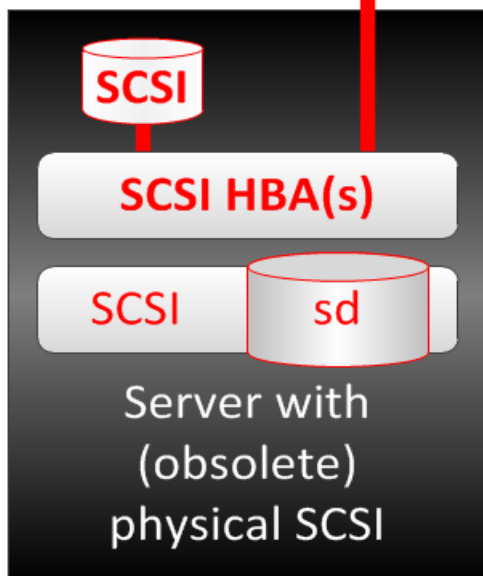 SCSI
SCSI HBA(s)
SCSI sd
Server with
(obsolete)
physical SCSI